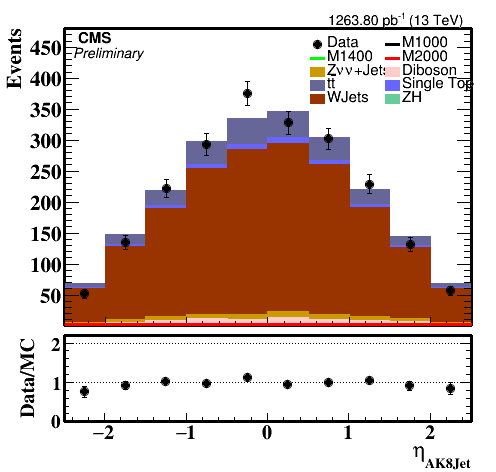 1263.80 pb⁻¹ (13 TeV)
CMS
Preliminary
Data
M1000
M1400
M2000
Zνν+Jets
Diboson
tt
Single Top
WJets
ZH
Events
450
400
350
300
250
200
150
100
50
Data/MC
2
1
0
−2 −1 0 1 2
η AK8Jet